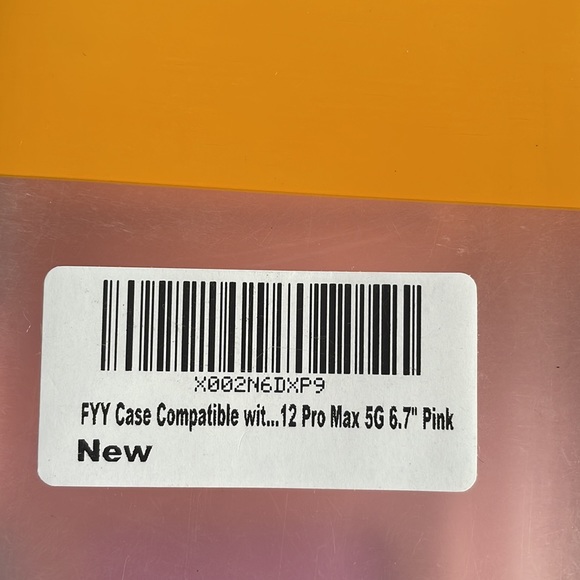 X002N6DXP9
FYY Case Compatible wit...12 Pro Max 5G 6.7" Pink
New